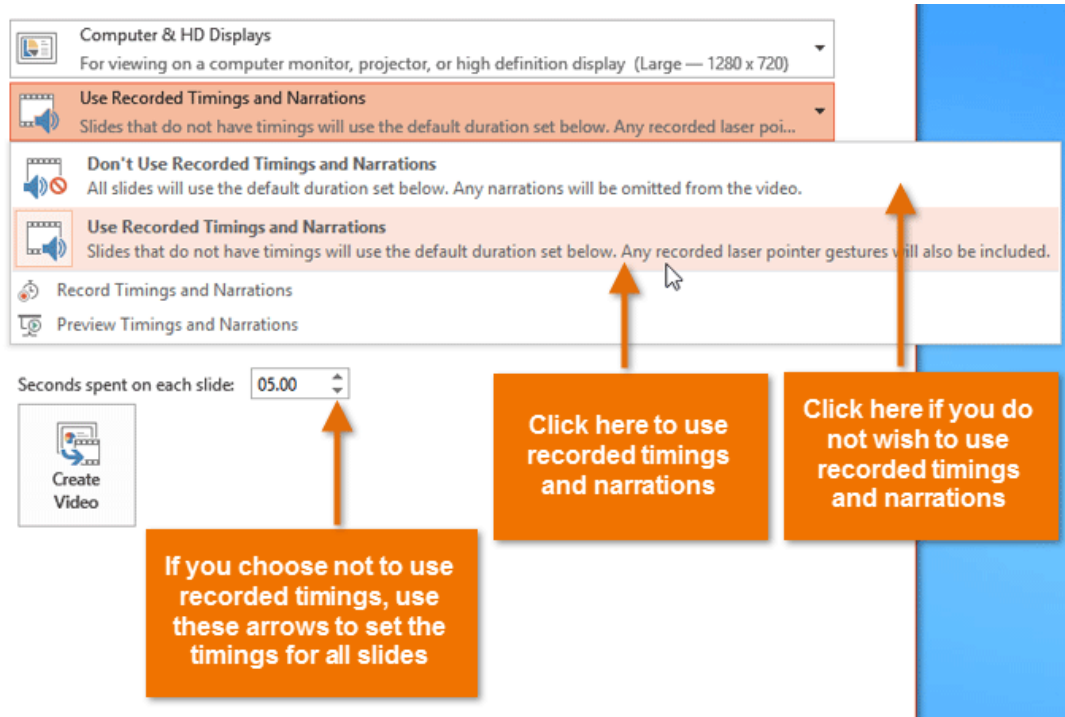 Computer & HD Displays
For viewing on a computer monitor, projector, or high definition display (Large — 1280 x 720)
Use Recorded Timings and Narrations
Slides that do not have timings will use the default duration set below. Any recorded laser poi...
Don't Use Recorded Timings and Narrations
All slides will use the default duration set below. Any narrations will be omitted from the video.
Use Recorded Timings and Narrations
Slides that do not have timings will use the default duration set below. Any recorded laser pointer gestures will also be included.
Record Timings and Narrations
Preview Timings and Narrations
Seconds spent on each slide: 05.00
Create
Video
Click here to use
recorded timings
and narrations
Click here if you do
not wish to use
recorded timings
and narrations
If you choose not to use
recorded timings, use
these arrows to set the
timings for all slides